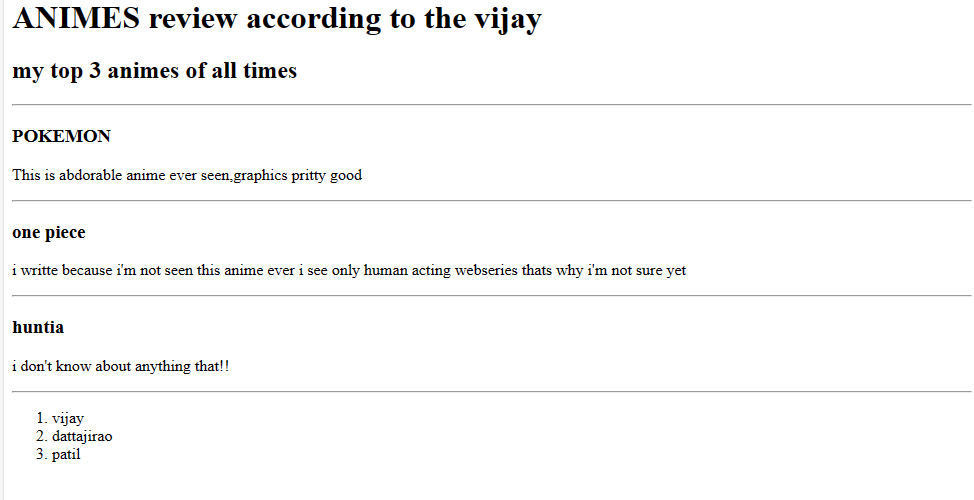 ANIMES review according to the vijay
my top 3 animes of all times
POKEMON
This is abdorable anime ever seen,graphics pritty good
one piece
i writte because i'm not seen this anime ever i see only human acting webseries thats why i'm not sure yet
huntia
i don't know about anything that!!
1. vijay
2. dattajirao
3. patil